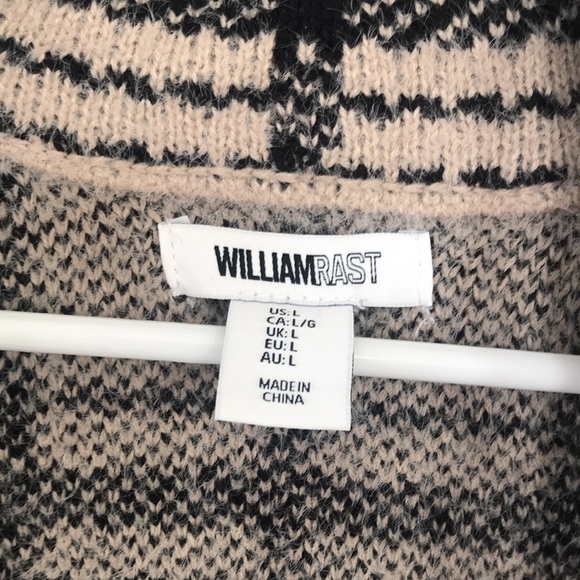 WILLIAMRAST
US: L
CA: L/G
UK: L
EU: L
AU: L
MADE IN
CHINA